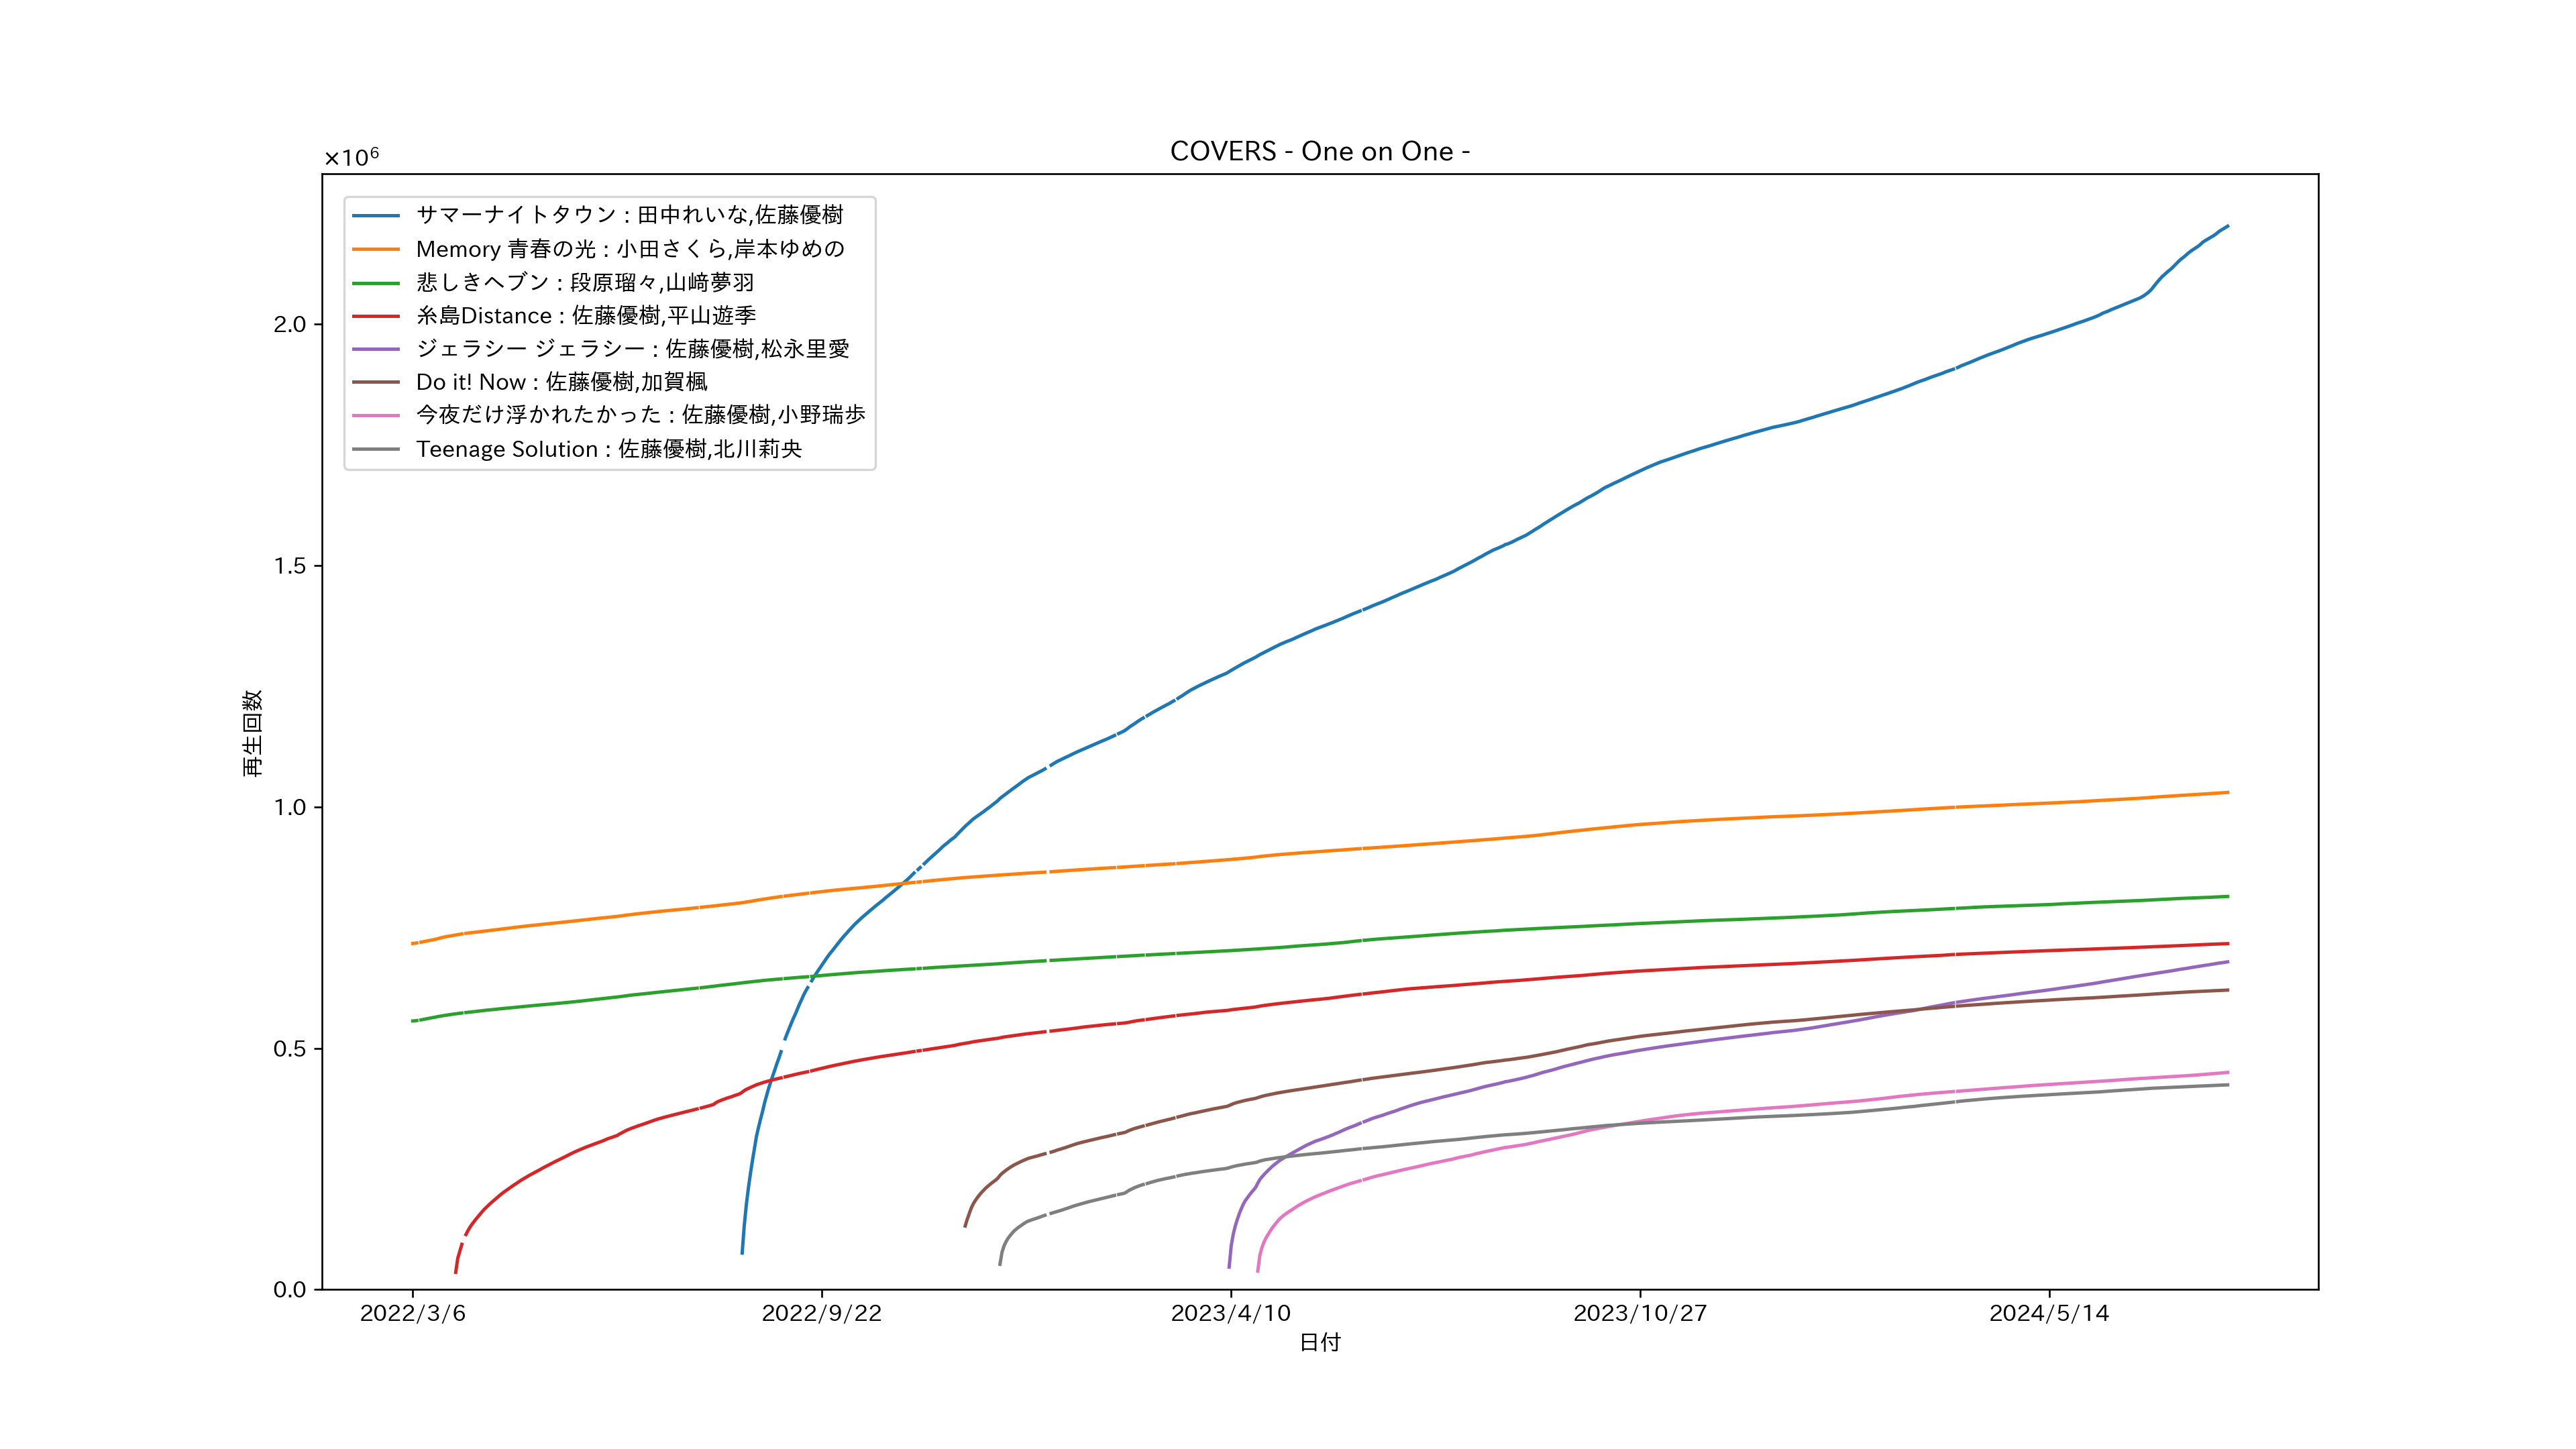 COVERS - One on One -
×10⁶
サマーナイトタウン : 田中れいな,佐藤優樹
Memory 青春の光 : 小田さくら,岸本ゆめの
悲しきヘブン : 段原瑠々,山﨑夢羽
糸島Distance : 佐藤優樹,平山遊季
ジェラシー ジェラシー : 佐藤優樹,松永里愛
Do it! Now : 佐藤優樹,加賀楓
今夜だけ浮かれたかった : 佐藤優樹,小野瑞歩
Teenage Solution : 佐藤優樹,北川莉央
2.0
1.5
1.0
0.5
0.0
再生回数
2022/3/6 2022/9/22 2023/4/10 2023/10/27 2024/5/14
日付